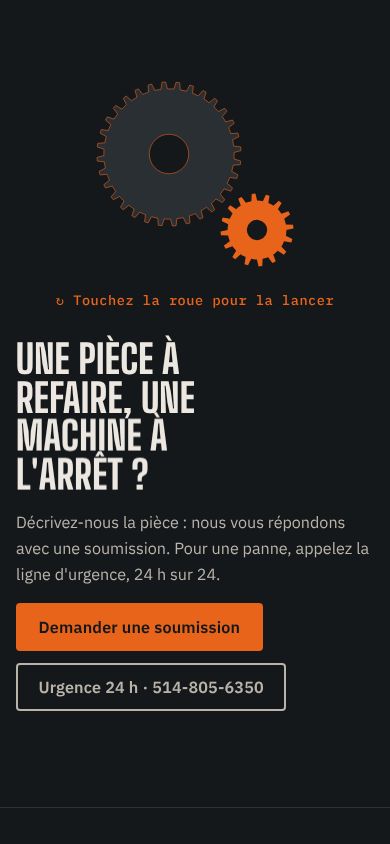 ↻ Touchez la roue pour la lancer
UNE PIÈCE À
REFAIRE, UNE
MACHINE À
L'ARRÊT ?
Décrivez-nous la pièce : nous vous répondons
avec une soumission. Pour une panne, appelez la
ligne d'urgence, 24 h sur 24.
Demander une soumission
Urgence 24 h · 514-805-6350